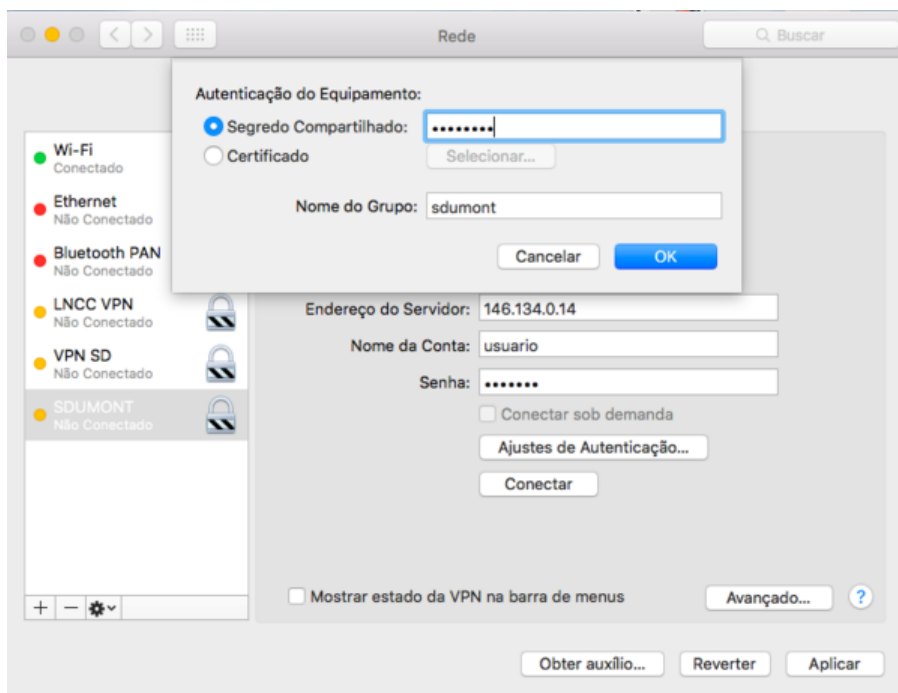 Rede
Buscar
Autenticação do Equipamento:
Segredo Compartilhado: ••••••••
Certificado
Selecionar...
Nome do Grupo: sdumont
Cancelar
OK
Wi-Fi
Conectado
Ethernet
Não Conectado
Bluetooth PAN
Não Conectado
LNCC VPN
Não Conectado
VPN SD
Não Conectado
SDUMONT
Não Conectado
Endereço do Servidor: 146.134.0.14
Nome da Conta: usuario
Senha: •••••••
Conectar sob demanda
Ajustes de Autenticação...
Conectar
Mostrar estado da VPN na barra de menus
Avançado...
?
Obter auxílio...
Reverter
Aplicar